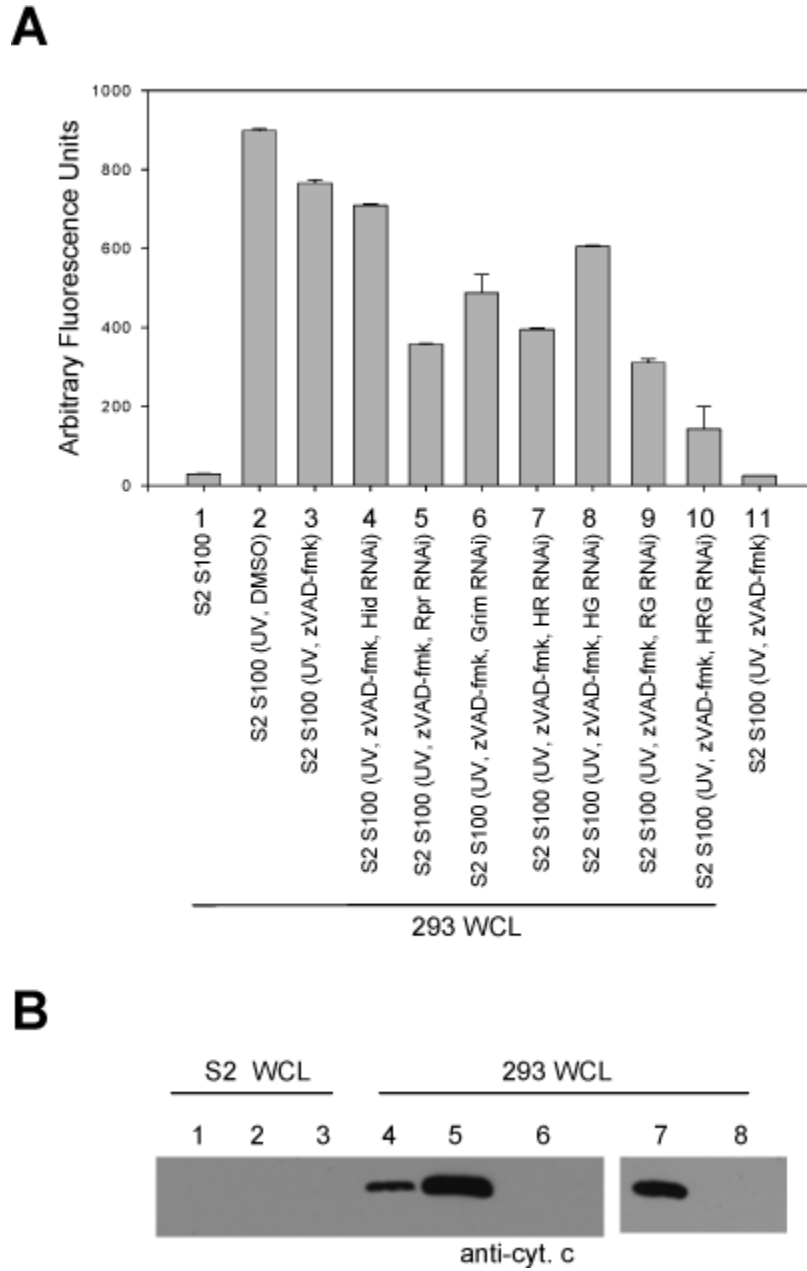 A
Arbitrary Fluorescence Units
1000
800
600
400
200
0
1 2 3 4 5 6 7 8 9 10 11
S2 S100
S2 S100 (UV, DMSO)
S2 S100 (UV, zVAD-fmk)
S2 S100 (UV, zVAD-fmk, Hid RNAi)
S2 S100 (UV, zVAD-fmk, Rpr RNAi)
S2 S100 (UV, zVAD-fmk, Grim RNAi)
S2 S100 (UV, zVAD-fmk, HR RNAi)
S2 S100 (UV, zVAD-fmk, HG RNAi)
S2 S100 (UV, zVAD-fmk, RG RNAi)
S2 S100 (UV, zVAD-fmk, HRG RNAi)
S2 S100 (UV, zVAD-fmk)
293 WCL
B
S2 WCL 293 WCL
1 2 3 4 5 6 7 8
anti-cyt. c